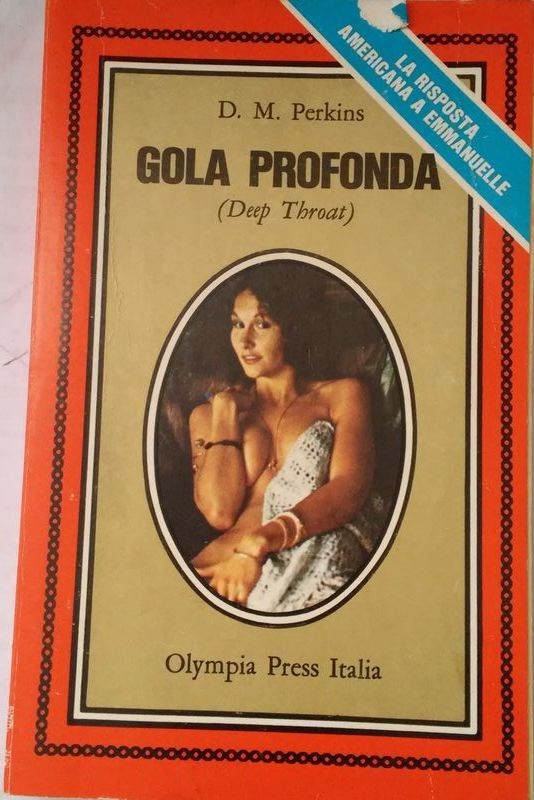 LA RISPOSTA
AMERICANA A EMMANUELLE
D. M. Perkins
GOLA PROFONDA
(Deep Throat)
Olympia Press Italia